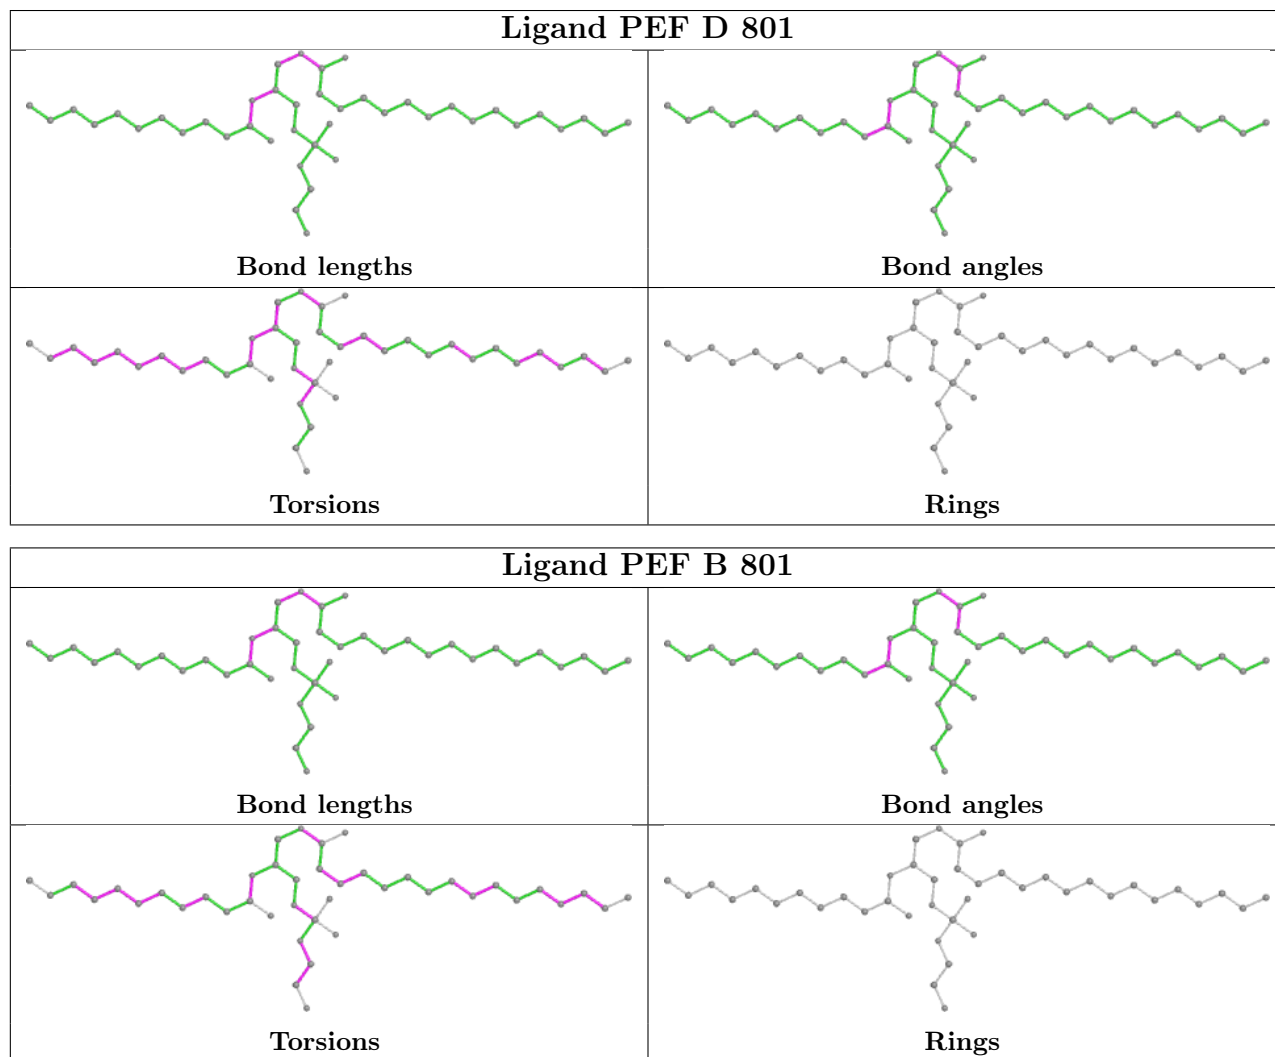 Ligand PEF D 801
Bond lengths
Bond angles
Torsions
Rings
Ligand PEF B 801
Bond lengths
Bond angles
Torsions
Rings